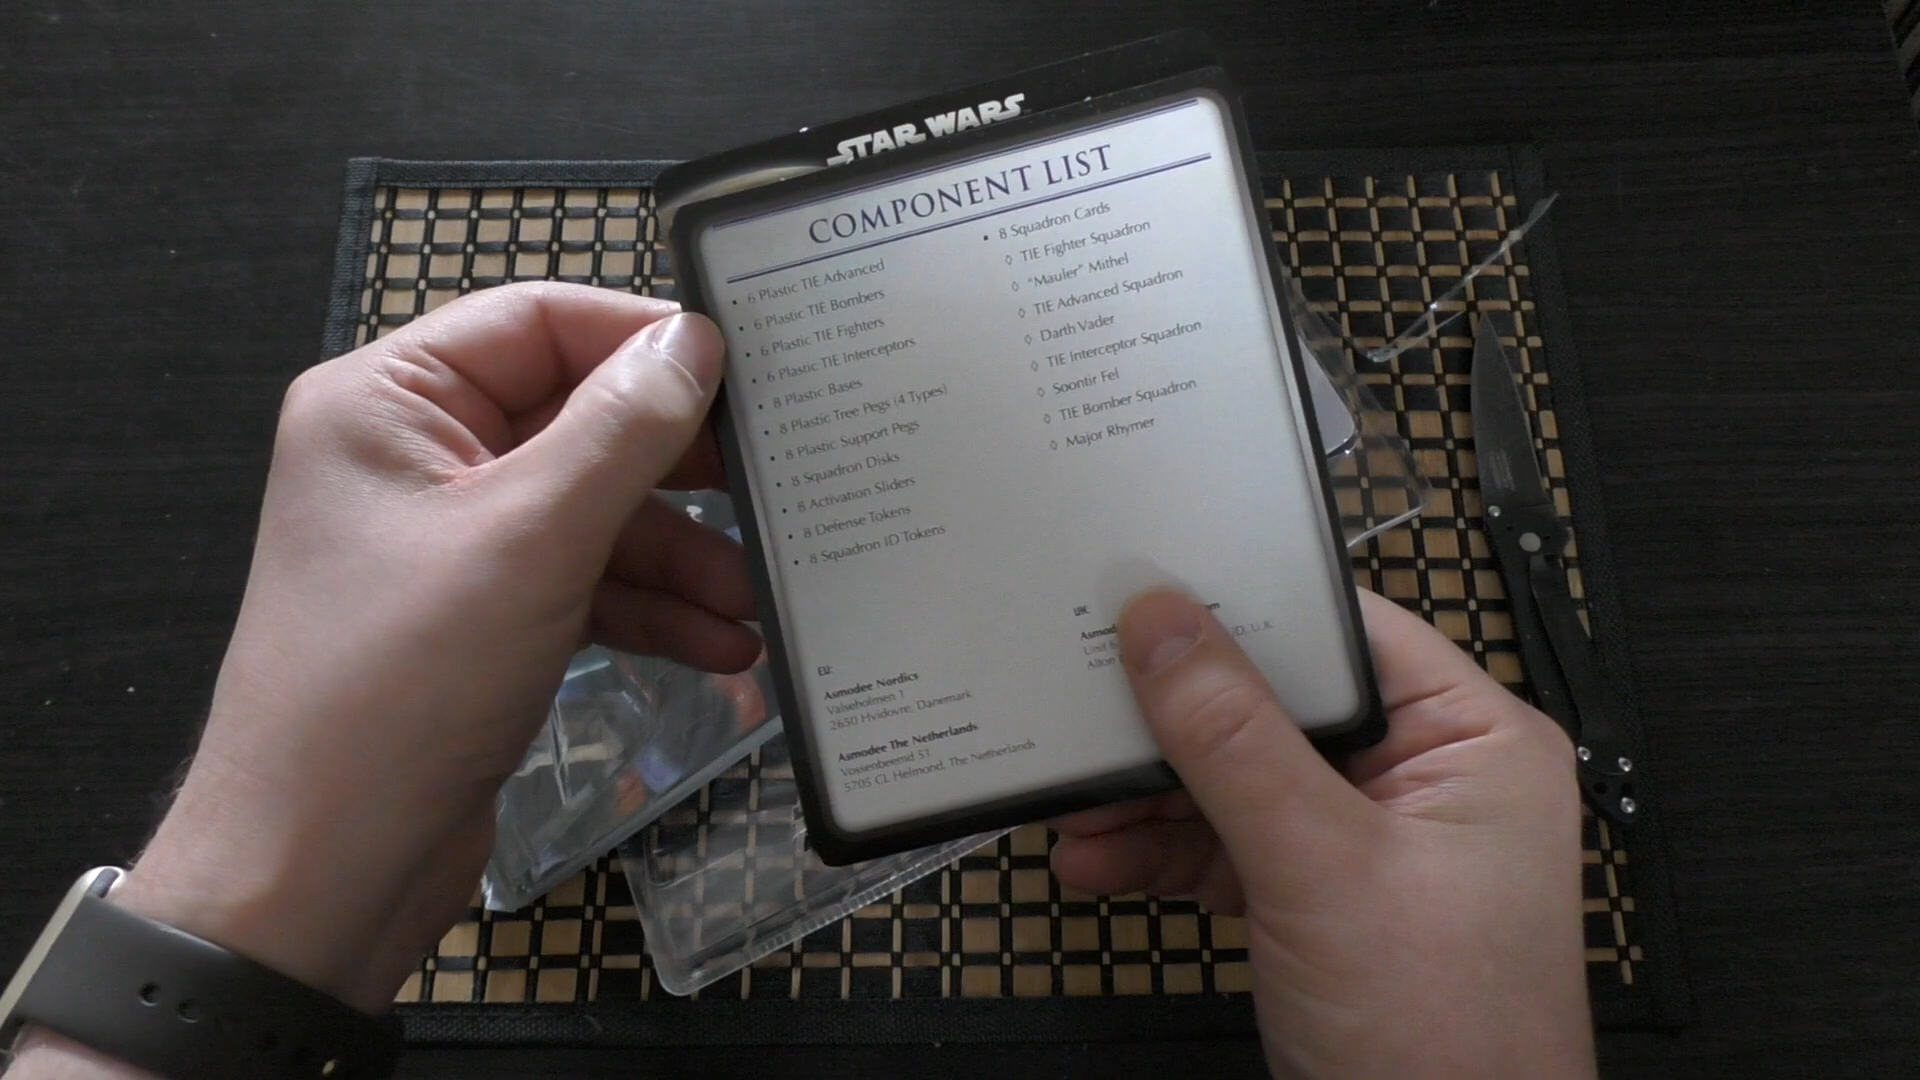 STAR WARS
COMPONENT LIST
• 6 Plastic TIE Advanced
• 6 Plastic TIE Bombers
• 6 Plastic TIE Fighters
• 6 Plastic TIE Interceptors
• 8 Plastic Bases
• 8 Plastic Tree Pegs (4 Types)
• 8 Plastic Support Pegs
• 8 Squadron Disks
• 8 Activation Sliders
• 8 Defense Tokens
• 8 Squadron ID Tokens
• 8 Squadron Cards
◊ TIE Fighter Squadron
◊ "Mauler" Mithel
◊ TIE Advanced Squadron
◊ Darth Vader
◊ TIE Interceptor Squadron
◊ Soontir Fel
◊ TIE Bomber Squadron
◊ Major Rhymer
EU:
Asmodee Nordics
Valseholmen 1
2650 Hvidovre, Danemark
Asmodee The Netherlands
Vossenbeemd 51
5705 CL Helmond, The Netherlands
UK:
Unit
Alton U.K.